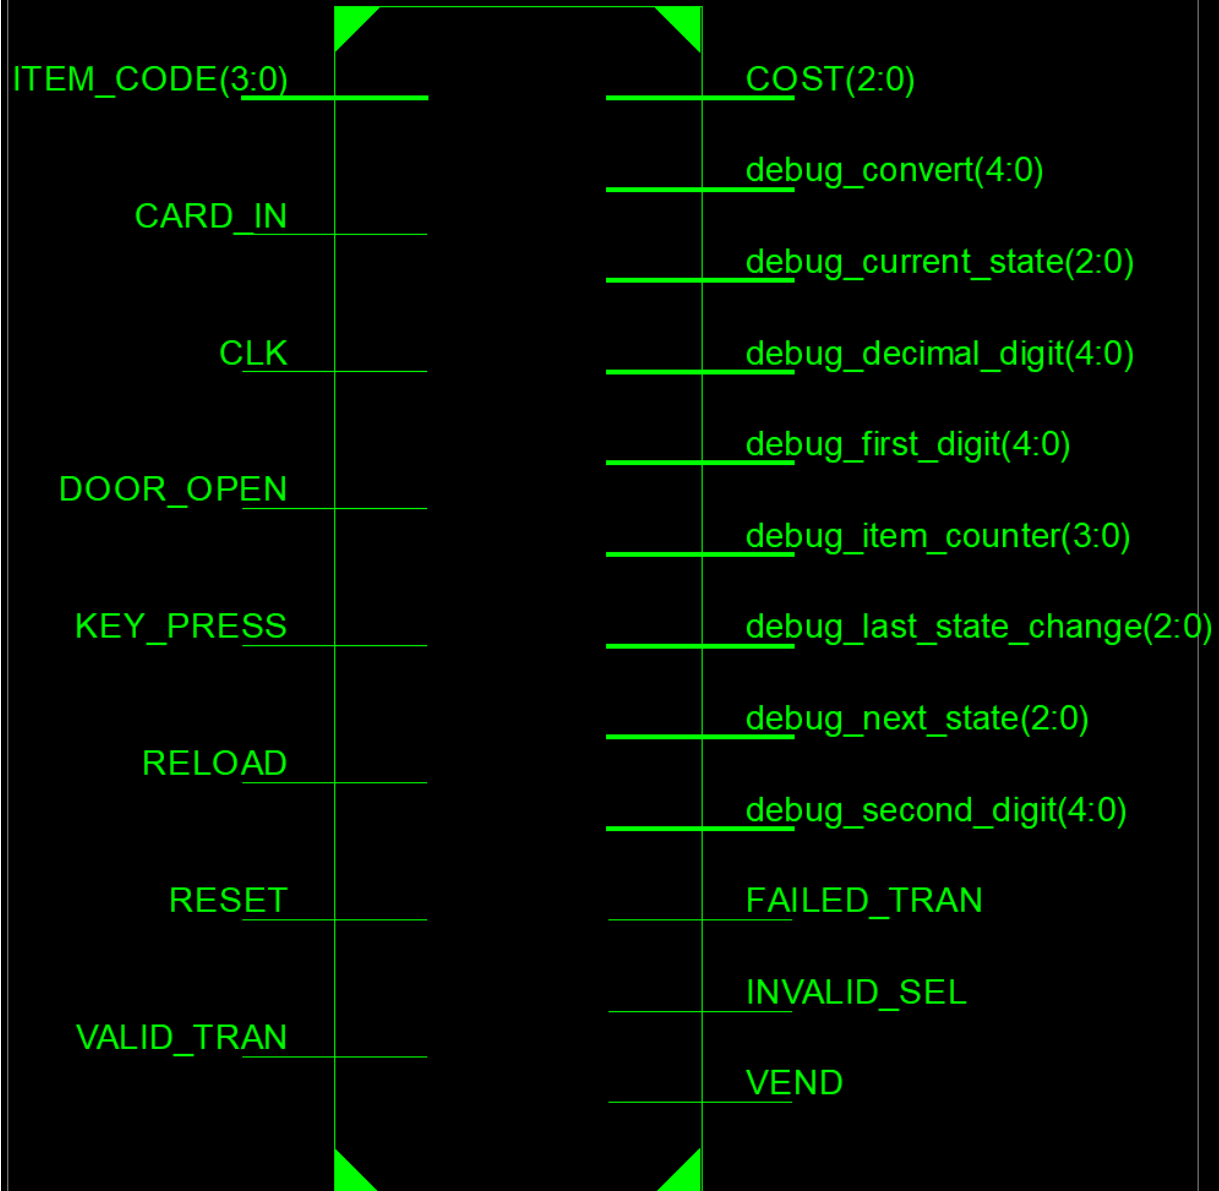 ITEM_CODE(3:0)
CARD_IN
CLK
DOOR_OPEN
KEY_PRESS
RELOAD
RESET
VALID_TRAN
COST(2:0)
debug_convert(4:0)
debug_current_state(2:0)
debug_decimal_digit(4:0)
debug_first_digit(4:0)
debug_item_counter(3:0)
debug_last_state_change(2:0)
debug_next_state(2:0)
debug_second_digit(4:0)
FAILED_TRAN
INVALID_SEL
VEND